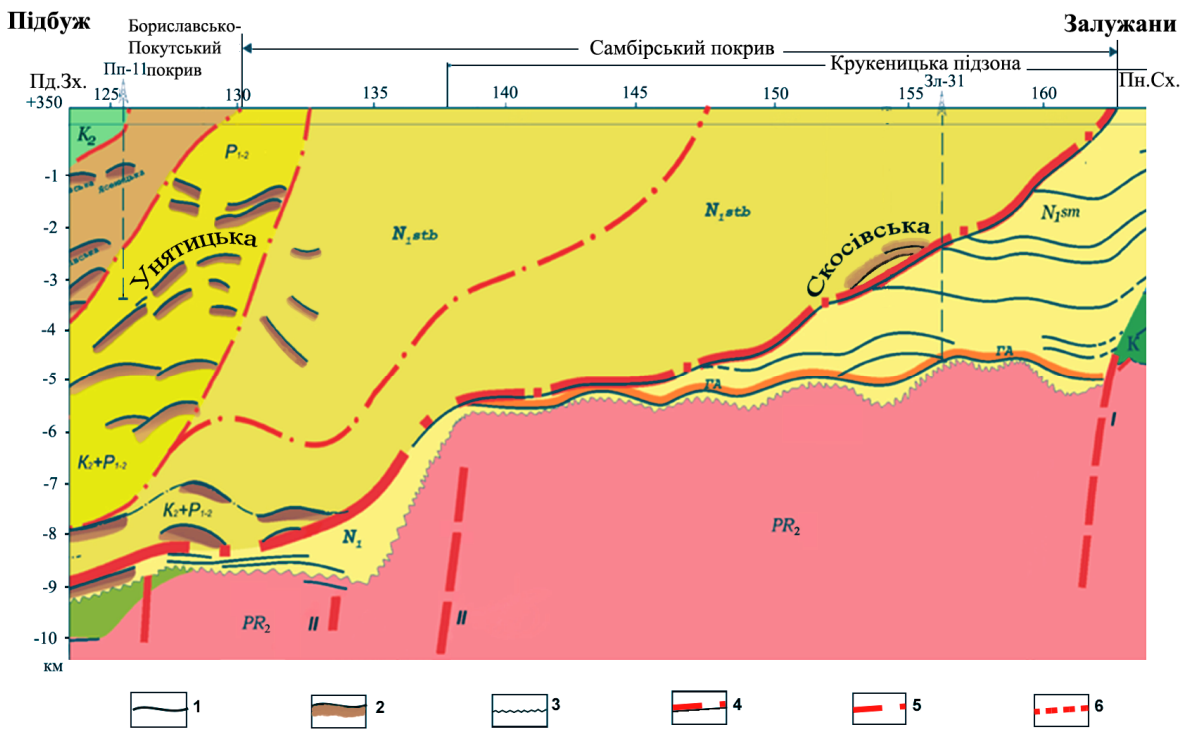 Підбуж
Бориславсько-
Покутський
покрив
Самбірський покрив
Залужани
Крукеницька підзона
Пд.Зх.
Пп-11
Зл-31
Пн.Сх.
+350
125 130 135 140 145 150 155 160
K2
P1-2
-1
ська
Ясеницька
-2
N1stb
N1stb
N1sm
Унятицька
Скосівська
-3
-4
ГА
ГА
K
-5
I
-6
K2+P1-2
-7
K2+P1-2
PR2
-8
N1
-9
PR2
II
II
-10
км
1 2 3 4 5 6